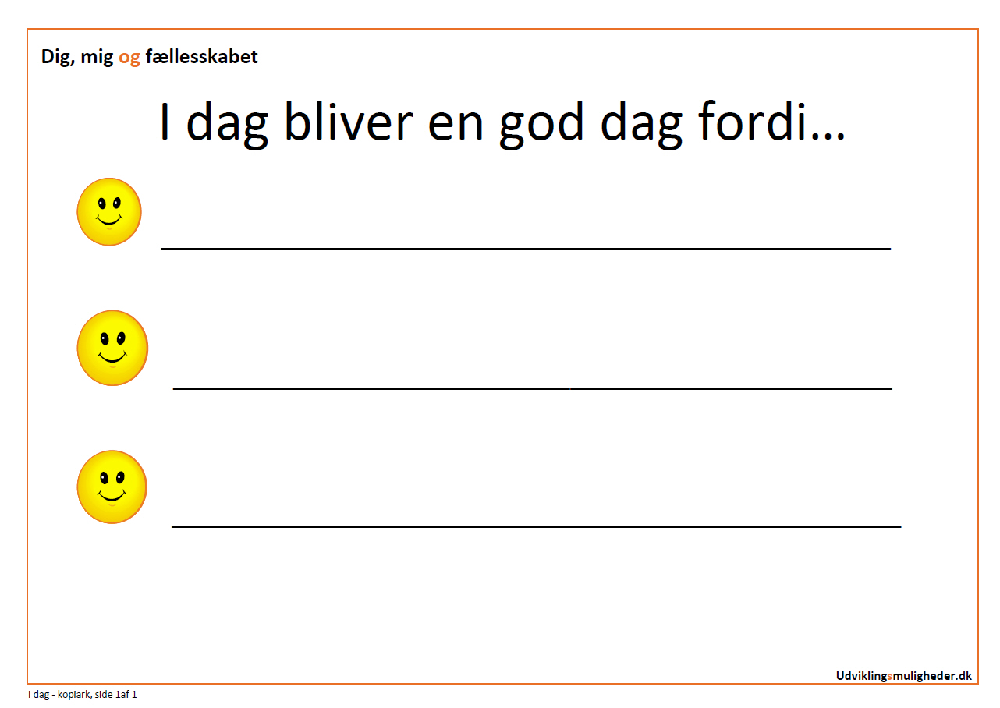 Dig, mig og fællesskabet
I dag bliver en god dag fordi...
Udviklingsmuligheder.dk
I dag - kopiark, side 1af 1